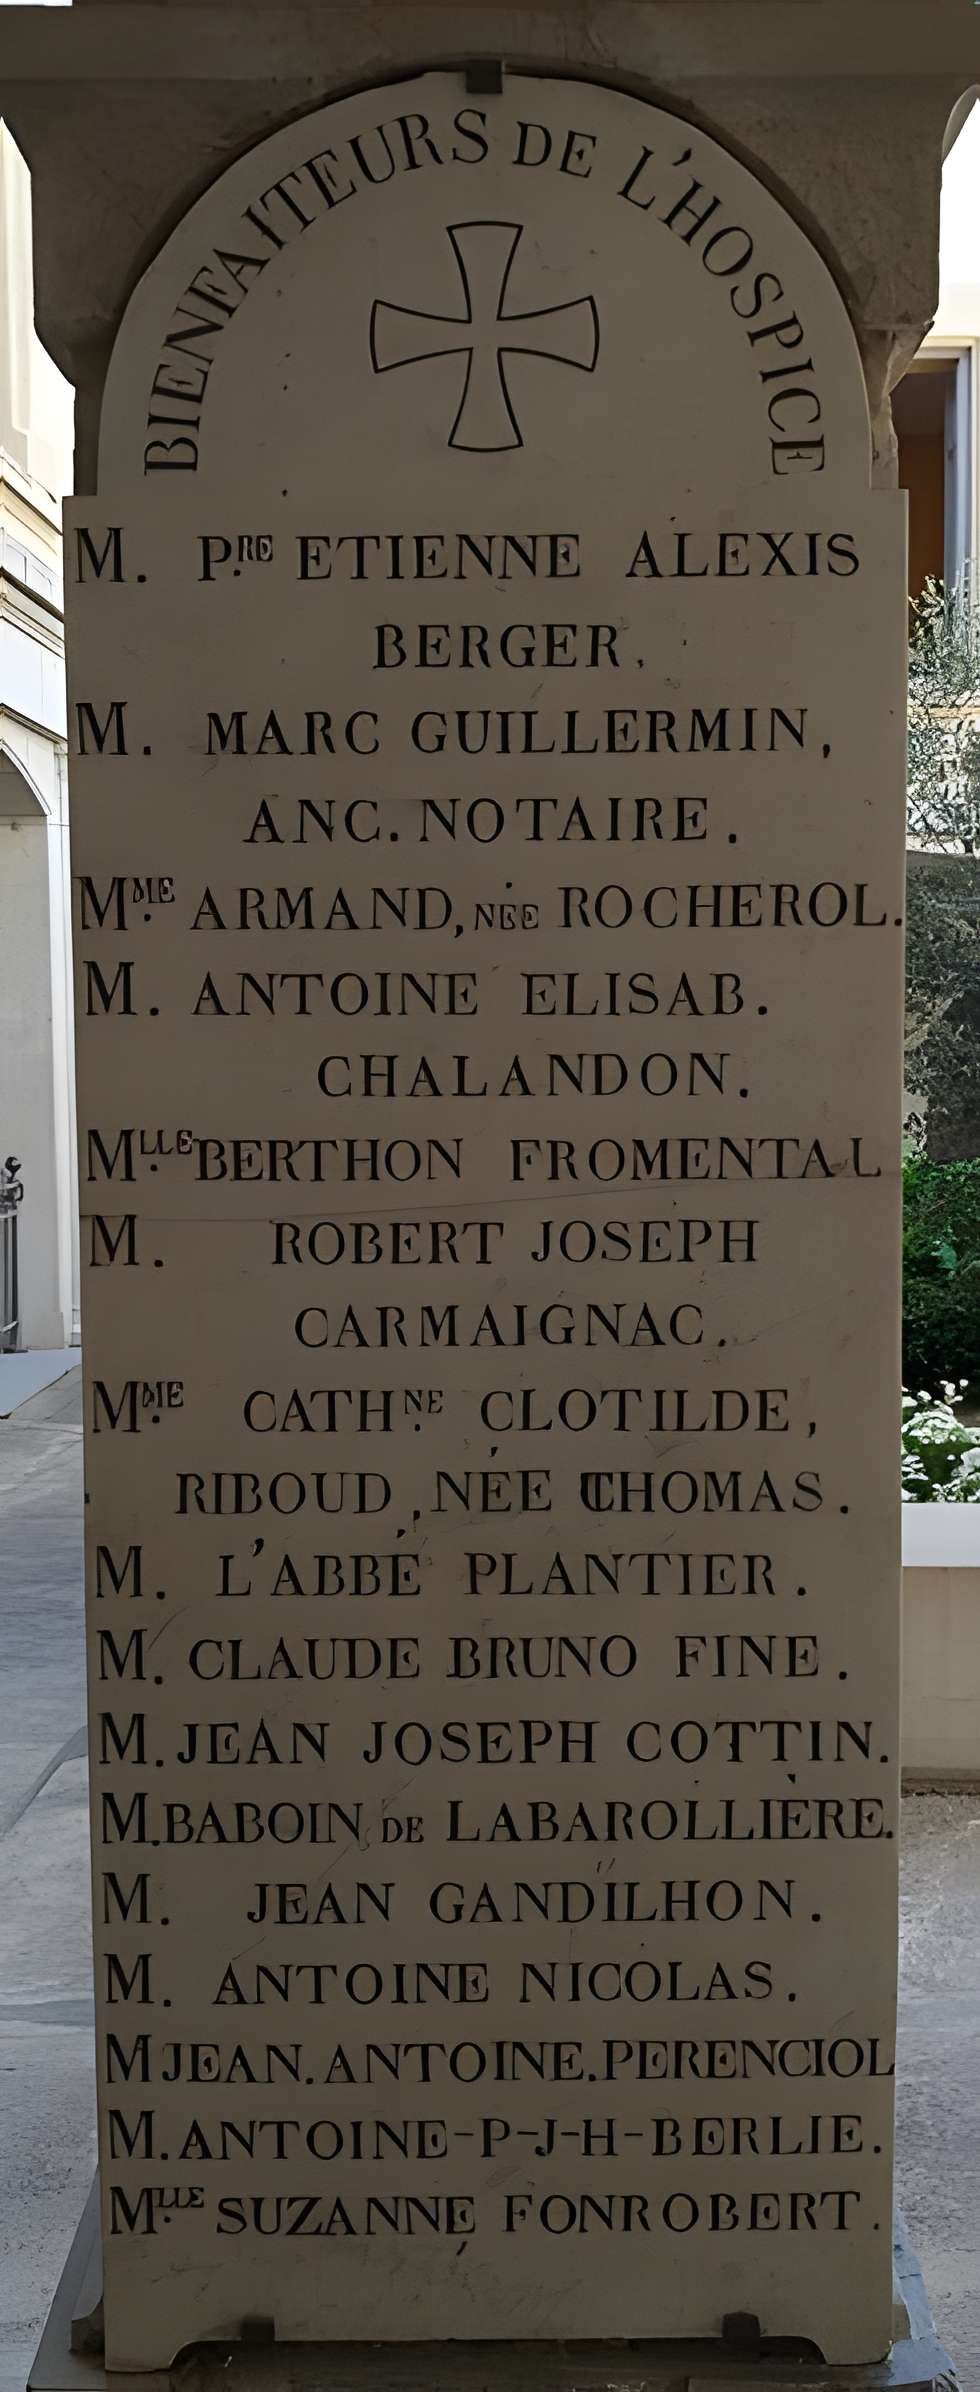 BIENFAITEURS DE L'HOSPICE
M. P.RE ETIENNE ALEXIS
BERGER.
M. MARC GUILLERMIN,
ANC. NOTAIRE.
M.ME ARMAND, NÉE ROCHEROL.
M. ANTOINE ELISAB.
CHALANDON.
M.LLE BERTHON FROMENTAL
M. ROBERT JOSEPH
CARMAIGNAC.
M.ME CATH.NE CLOTILDE,
RIBOUD, NÉE THOMAS.
M. L'ABBÉ PLANTIER.
M. CLAUDE BRUNO FINE.
M. JEAN JOSEPH COTTIN.
M. BABOIN DE LABAROLLIÈRE.
M. JEAN GANDILHON.
M. ANTOINE NICOLAS.
M JEAN. ANTOINE. PERENCIOL
M. ANTOINE-P-J-H-BERLIE.
M.LLE SUZANNE FONROBERT.